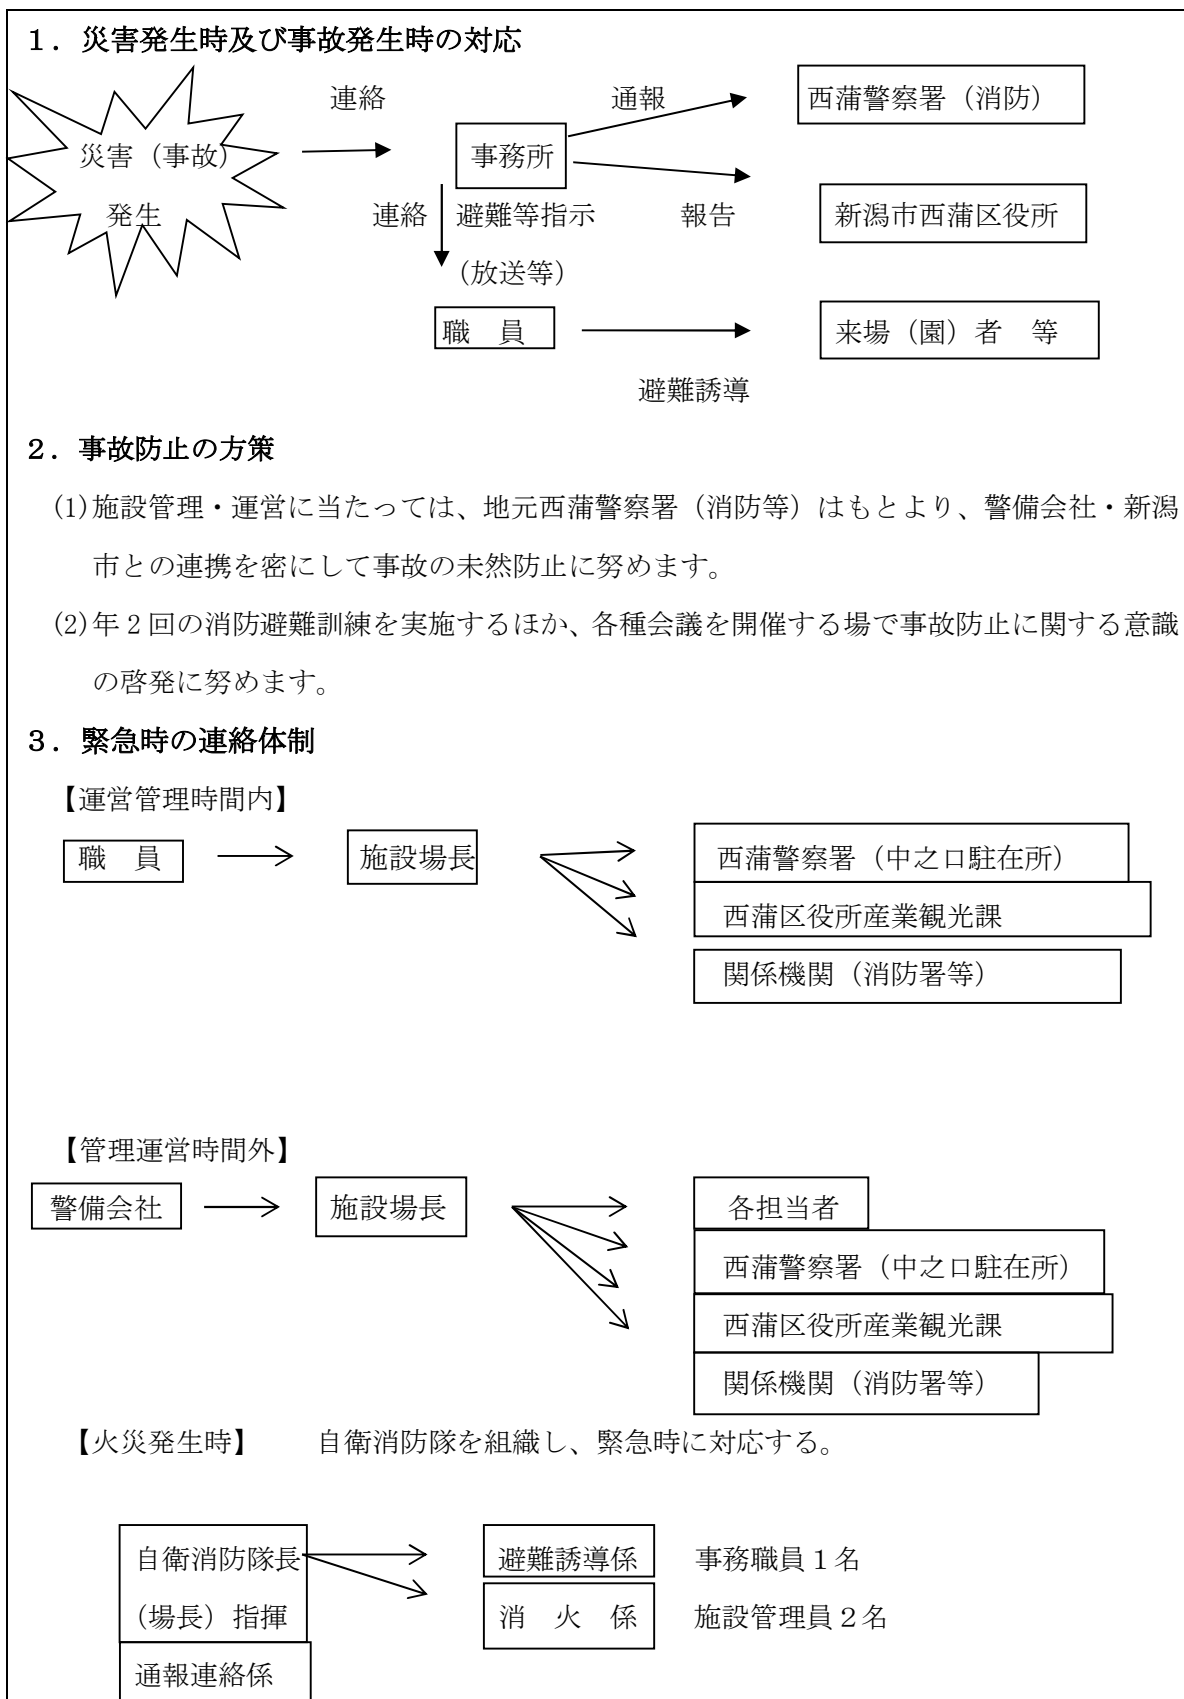 １．災害発生時及び事故発生時の対応
連絡
通報
西蒲警察署（消防）
災害（事故）
発生
事務所
連絡
避難等指示
（放送等）
報告
新潟市西蒲区役所
職　員
来場（園）者　等
避難誘導
２．事故防止の方策
(1)施設管理・運営に当たっては、地元西蒲警察署（消防等）はもとより、警備会社・新潟
市との連携を密にして事故の未然防止に努めます。
(2)年２回の消防避難訓練を実施するほか、各種会議を開催する場で事故防止に関する意識
の啓発に努めます。
３．緊急時の連絡体制
【運営管理時間内】
職　員
施設場長
西蒲警察署（中之口駐在所）
西蒲区役所産業観光課
関係機関（消防署等）
【管理運営時間外】
警備会社
施設場長
各担当者
西蒲警察署（中之口駐在所）
西蒲区役所産業観光課
関係機関（消防署等）
【火災発生時】　　自衛消防隊を組織し、緊急時に対応する。
自衛消防隊長
（場長）指揮
通報連絡係
避難誘導係　事務職員１名
消　火　係　施設管理員２名